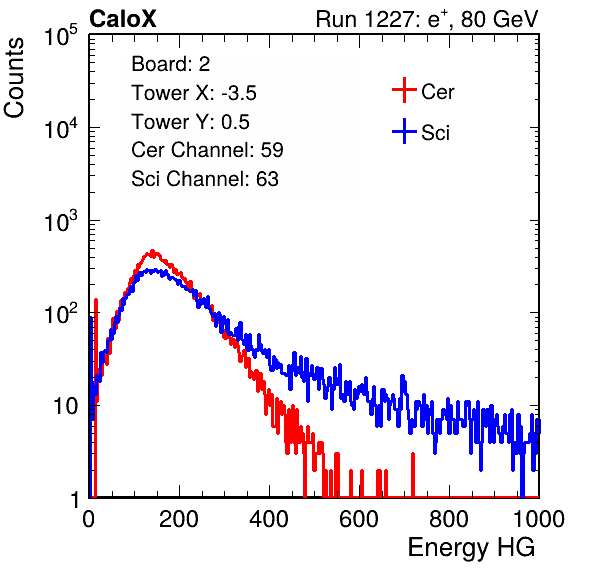 CaloX Run 1227: e⁺, 80 GeV
Counts
10⁵
10⁴
10³
10²
10
1
Board: 2
Tower X: -3.5
Tower Y: 0.5
Cer Channel: 59
Sci Channel: 63
Cer
Sci
0 200 400 600 800 1000
Energy HG